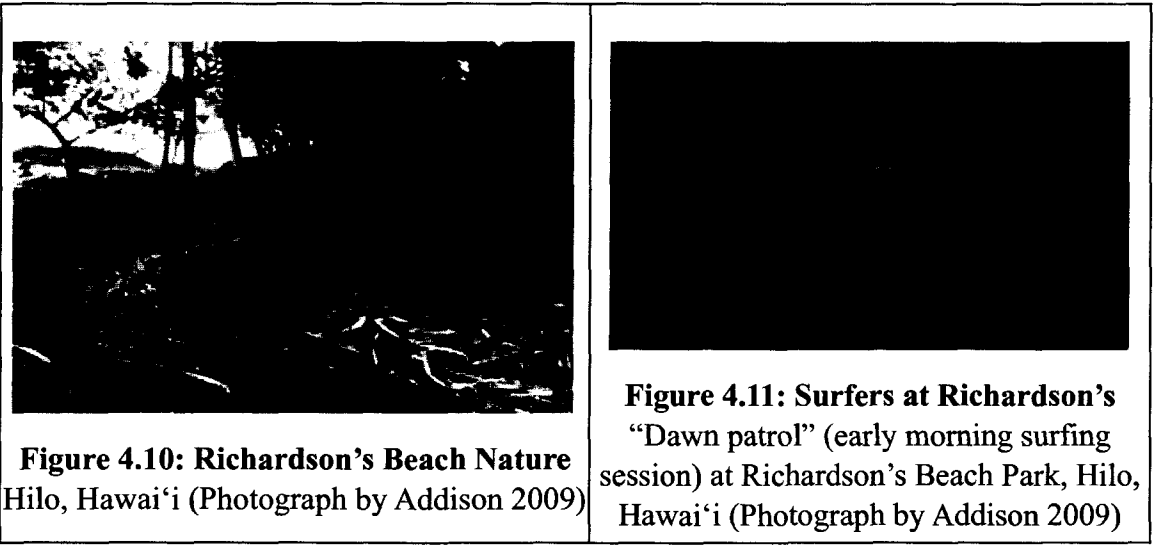 Figure 4.10: Richardson's Beach Nature
Hilo, Hawai‘i (Photograph by Addison 2009)
Figure 4.11: Surfers at Richardson's
“Dawn patrol” (early morning surfing
session) at Richardson's Beach Park, Hilo,
Hawai‘i (Photograph by Addison 2009)